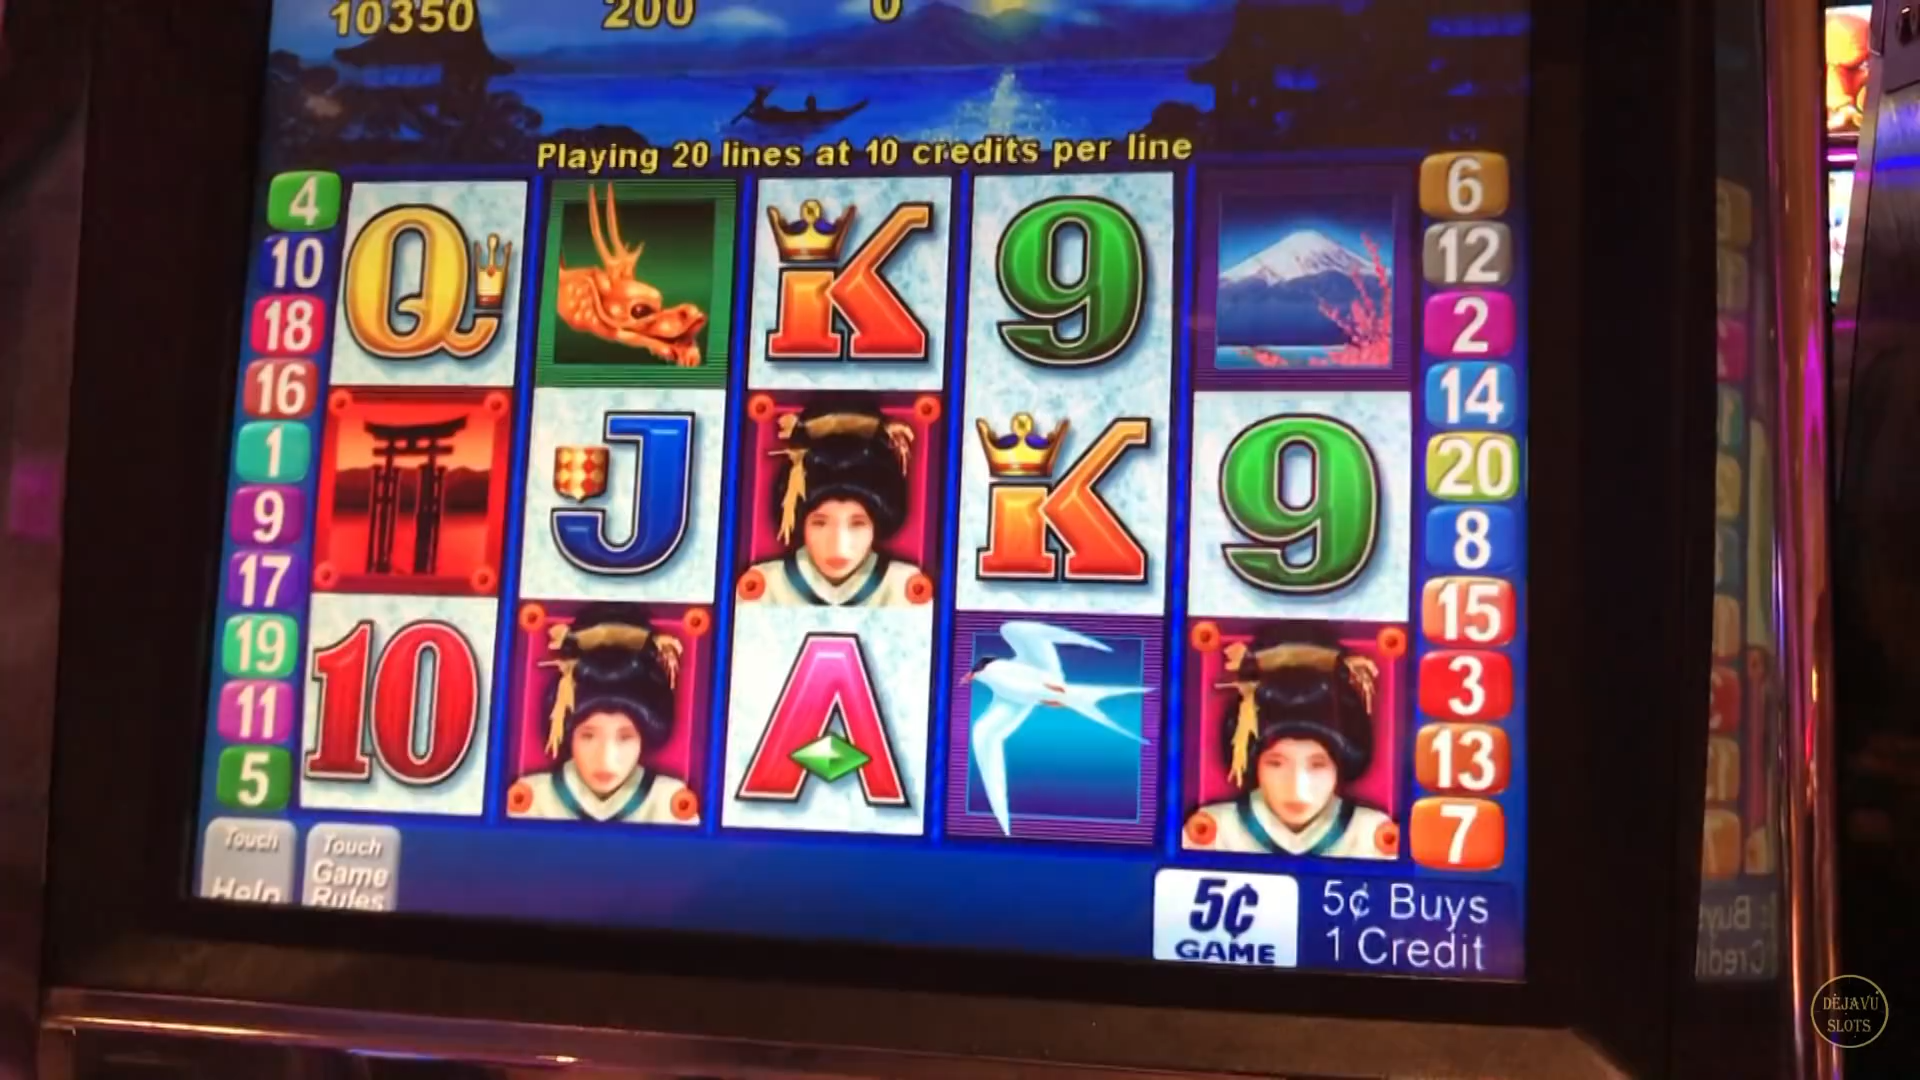 10350 200 0
Playing 20 lines at 10 credits per line
4 6
10 12
18 2
16 14
1 20
9 8
17 15
19 3
11 13
5 7
Q K 9
J K 9
10 A
Touch Help
Touch Game Rules
5¢ GAME
5¢ Buys
1 Credit
DEJAVU
SLOTS